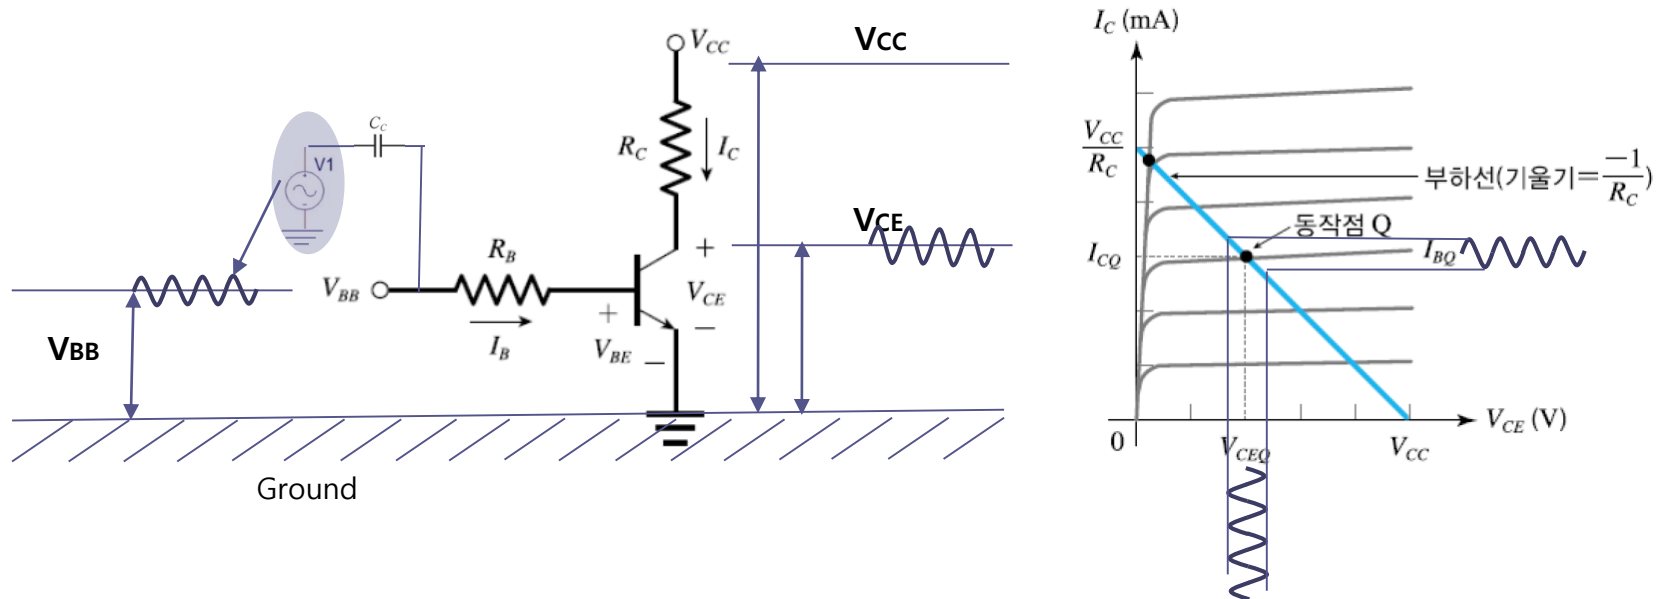 V1
C_C
V_CC
VCC
R_C
I_C
VCE
R_B
V_BB
+
V_CE
−
+
V_BE
−
I_B
VBB
Ground
I_C (mA)
V_CC
R_C
부하선(기울기=−1/R_C)
동작점 Q
I_CQ
I_BQ
0
V_CEQ
V_CC
V_CE (V)